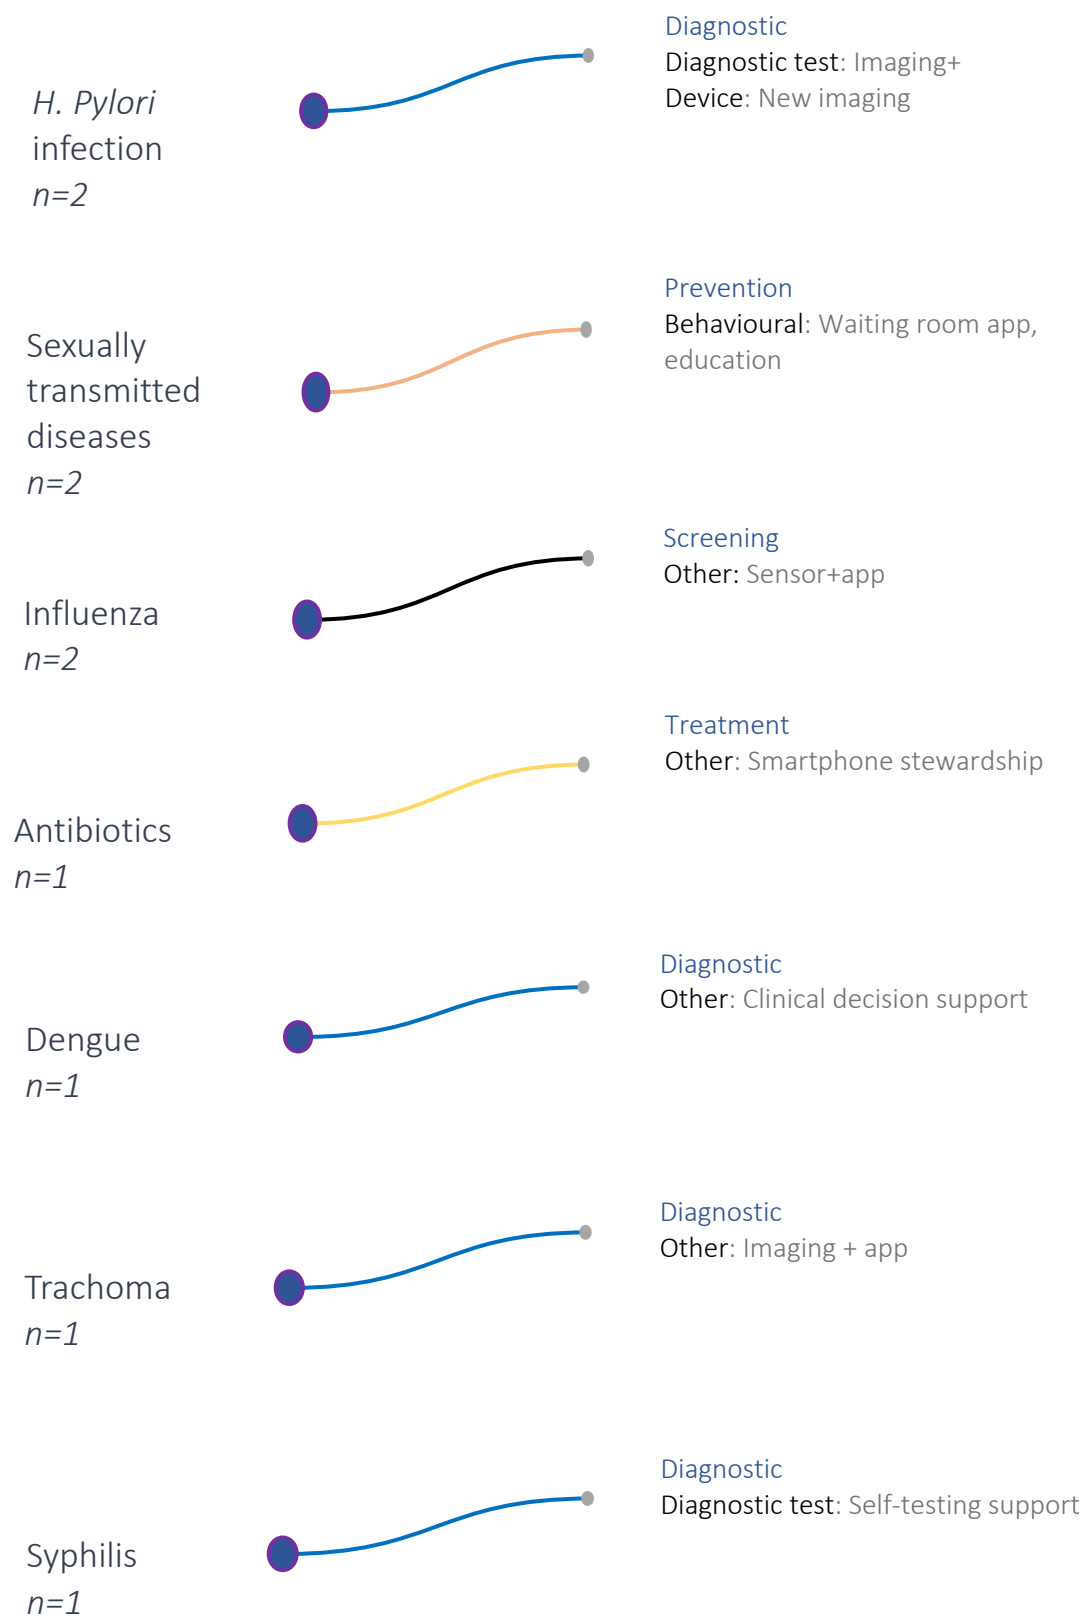 Diagnostic
Diagnostic test: Imaging+
Device: New imaging
H. Pylori
infection
n=2
Prevention
Behavioural: Waiting room app,
education
Sexually
transmitted
diseases
n=2
Screening
Other: Sensor+app
Influenza
n=2
Treatment
Other: Smartphone stewardship
Antibiotics
n=1
Diagnostic
Other: Clinical decision support
Dengue
n=1
Diagnostic
Other: Imaging + app
Trachoma
n=1
Diagnostic
Diagnostic test: Self-testing support
Syphilis
n=1